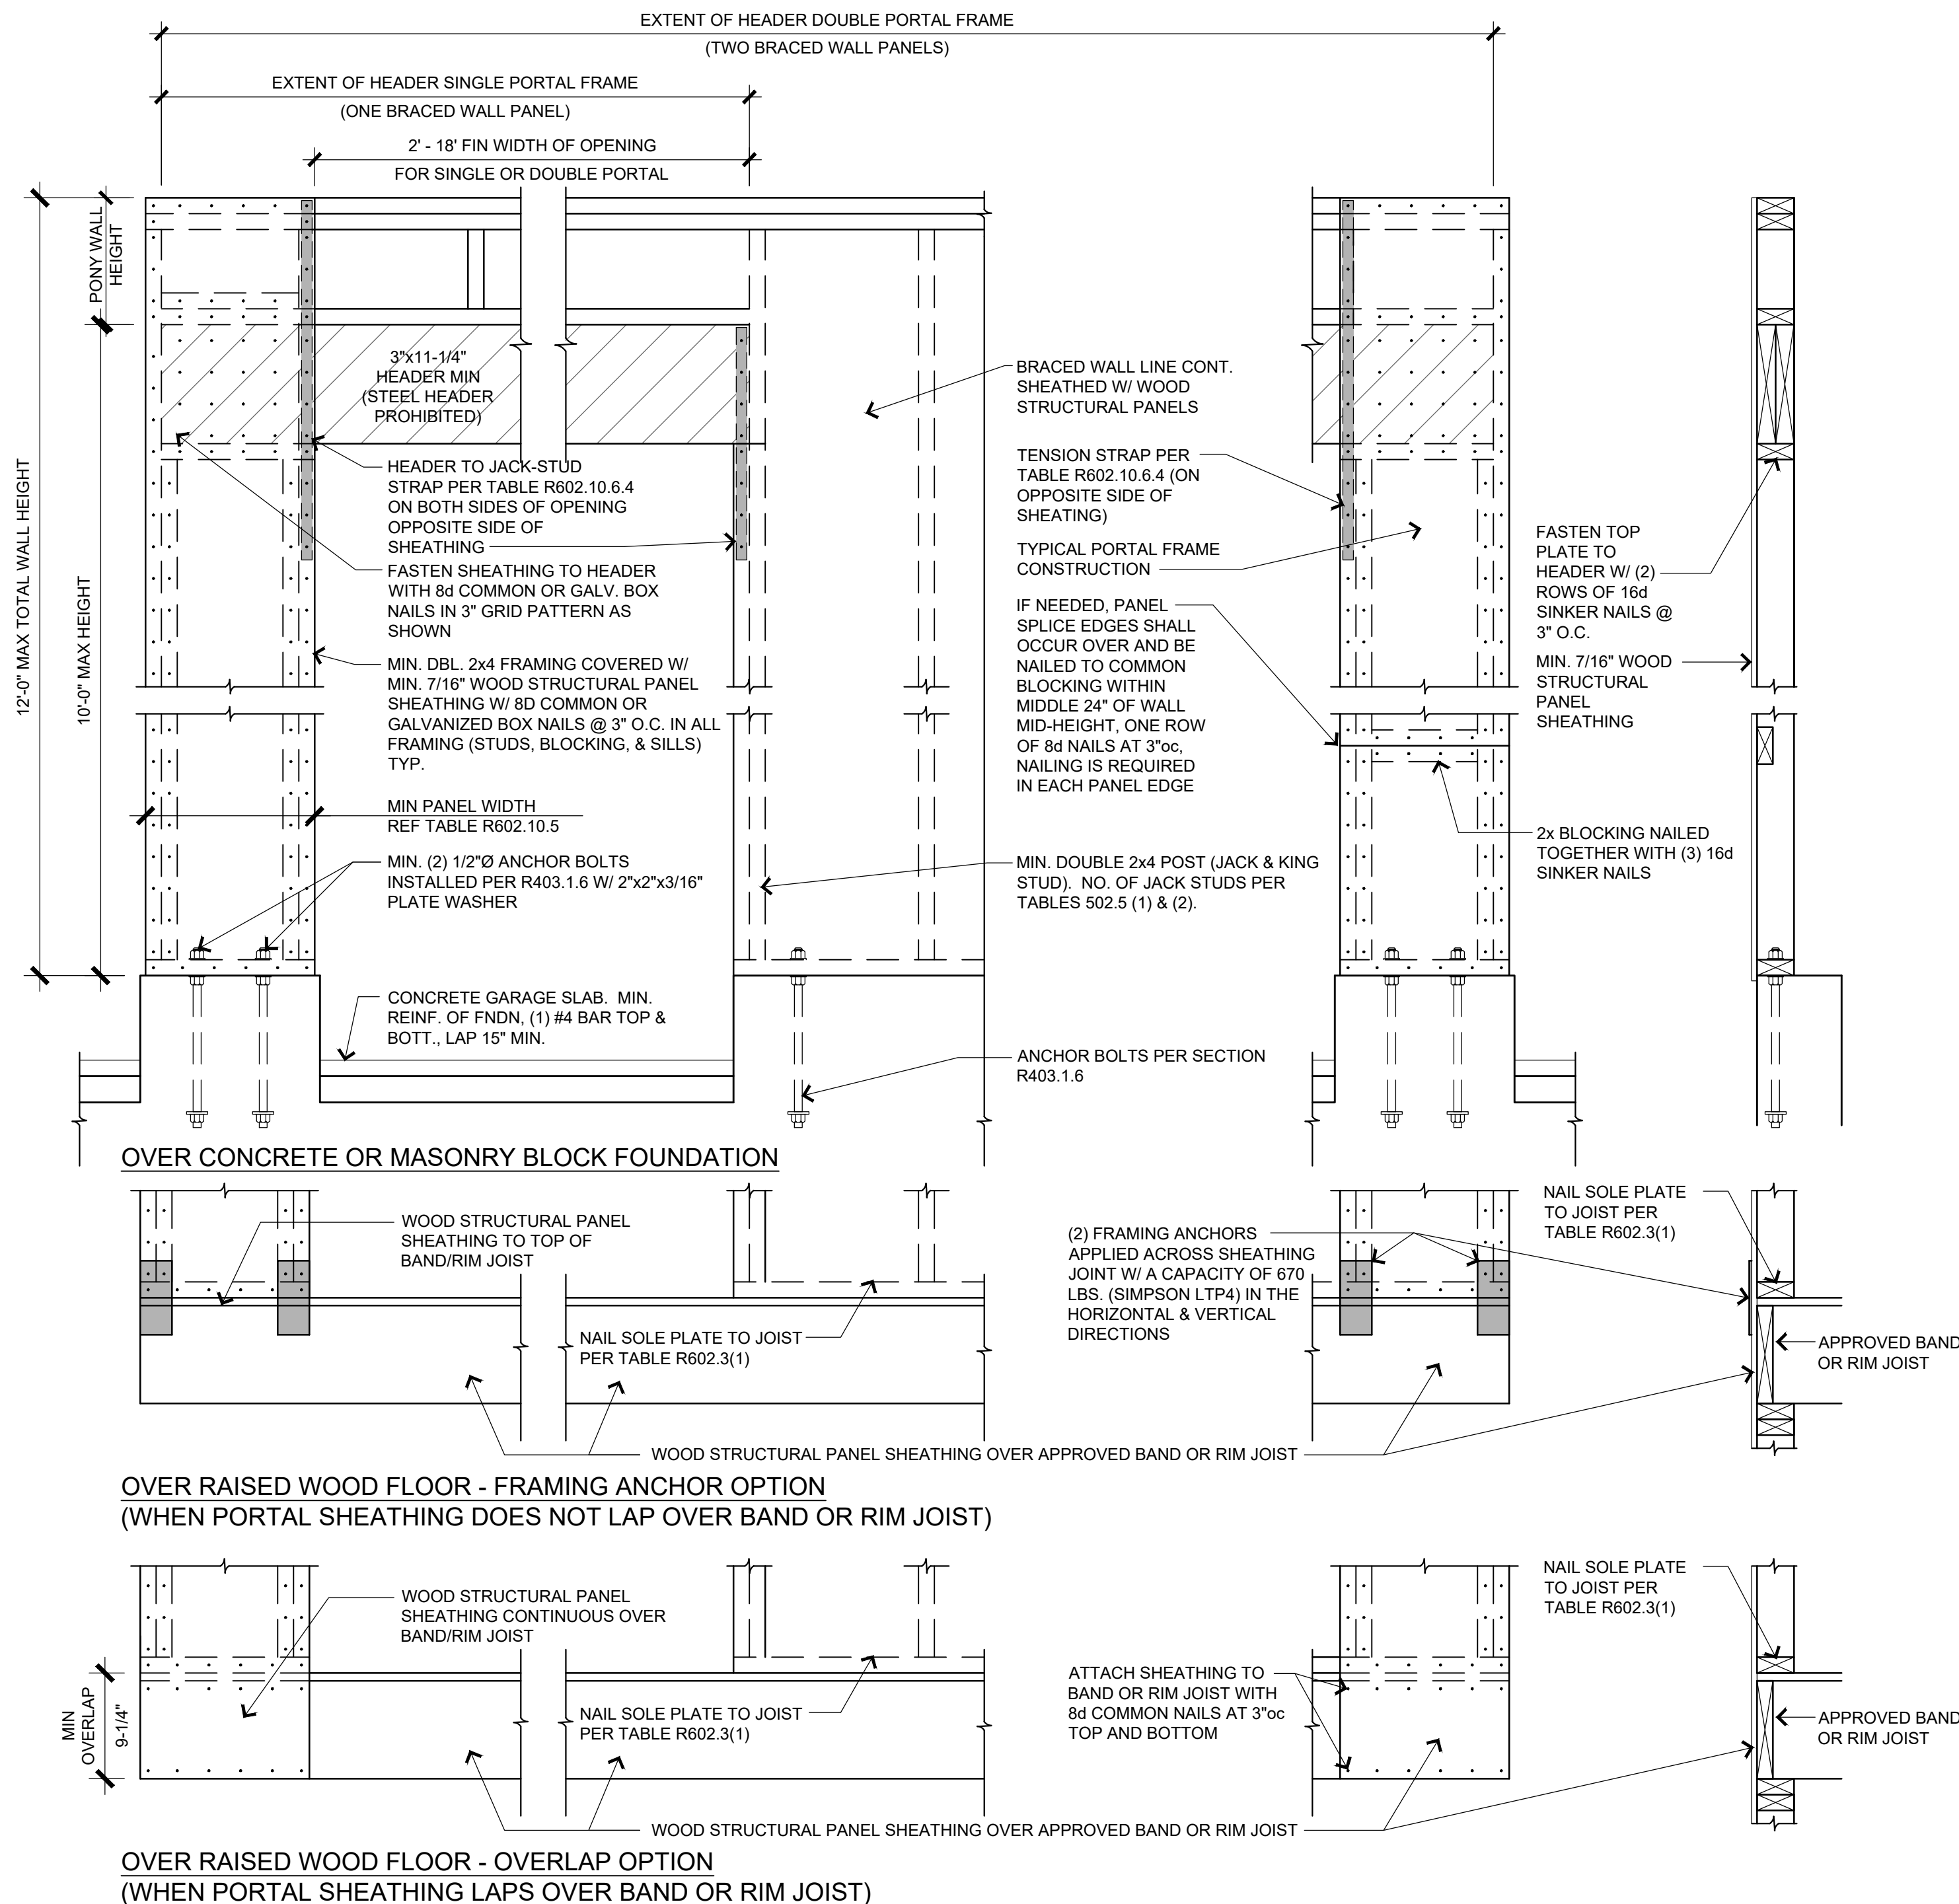 EXTENT OF HEADER DOUBLE PORTAL FRAME
(TWO BRACED WALL PANELS)
EXTENT OF HEADER SINGLE PORTAL FRAME
(ONE BRACED WALL PANEL)
2' - 18' FIN WIDTH OF OPENING
FOR SINGLE OR DOUBLE PORTAL
12'-0" MAX TOTAL WALL HEIGHT
PONY WALL
HEIGHT
10'-0" MAX HEIGHT
3"x11-1/4"
HEADER MIN
(STEEL HEADER
PROHIBITED)
HEADER TO JACK-STUD
STRAP PER TABLE R602.10.6.4
ON BOTH SIDES OF OPENING
OPPOSITE SIDE OF
SHEATHING
FASTEN SHEATHING TO HEADER
WITH 8d COMMON OR GALV. BOX
NAILS IN 3" GRID PATTERN AS
SHOWN
MIN. DBL. 2x4 FRAMING COVERED W/
MIN. 7/16" WOOD STRUCTURAL PANEL
SHEATHING W/ 8D COMMON OR
GALVANIZED BOX NAILS @ 3" O.C. IN ALL
FRAMING (STUDS, BLOCKING, & SILLS)
TYP.
MIN PANEL WIDTH
REF TABLE R602.10.5
MIN. (2) 1/2"Ø ANCHOR BOLTS
INSTALLED PER R403.1.6 W/ 2"x2"x3/16"
PLATE WASHER
CONCRETE GARAGE SLAB. MIN.
REINF. OF FNDN, (1) #4 BAR TOP &
BOTT., LAP 15" MIN.
BRACED WALL LINE CONT.
SHEATHED W/ WOOD
STRUCTURAL PANELS
TENSION STRAP PER
TABLE R602.10.6.4 (ON
OPPOSITE SIDE OF
SHEATING)
TYPICAL PORTAL FRAME
CONSTRUCTION
IF NEEDED, PANEL
SPLICE EDGES SHALL
OCCUR OVER AND BE
NAILED TO COMMON
BLOCKING WITHIN
MIDDLE 24" OF WALL
MID-HEIGHT, ONE ROW
OF 8d NAILS AT 3"oc,
NAILING IS REQUIRED
IN EACH PANEL EDGE
MIN. DOUBLE 2x4 POST (JACK & KING
STUD). NO. OF JACK STUDS PER
TABLES 502.5 (1) & (2).
ANCHOR BOLTS PER SECTION
R403.1.6
FASTEN TOP
PLATE TO
HEADER W/ (2)
ROWS OF 16d
SINKER NAILS @
3" O.C.
MIN. 7/16" WOOD
STRUCTURAL
PANEL
SHEATHING
2x BLOCKING NAILED
TOGETHER WITH (3) 16d
SINKER NAILS
OVER CONCRETE OR MASONRY BLOCK FOUNDATION
WOOD STRUCTURAL PANEL
SHEATHING TO TOP OF
BAND/RIM JOIST
NAIL SOLE PLATE TO JOIST
PER TABLE R602.3(1)
(2) FRAMING ANCHORS
APPLIED ACROSS SHEATHING
JOINT W/ A CAPACITY OF 670
LBS. (SIMPSON LTP4) IN THE
HORIZONTAL & VERTICAL
DIRECTIONS
NAIL SOLE PLATE
TO JOIST PER
TABLE R602.3(1)
APPROVED BAND
OR RIM JOIST
WOOD STRUCTURAL PANEL SHEATHING OVER APPROVED BAND OR RIM JOIST
OVER RAISED WOOD FLOOR - FRAMING ANCHOR OPTION
(WHEN PORTAL SHEATHING DOES NOT LAP OVER BAND OR RIM JOIST)
MIN
OVERLAP
9-1/4"
WOOD STRUCTURAL PANEL
SHEATHING CONTINUOUS OVER
BAND/RIM JOIST
NAIL SOLE PLATE TO JOIST
PER TABLE R602.3(1)
ATTACH SHEATHING TO
BAND OR RIM JOIST WITH
8d COMMON NAILS AT 3"oc
TOP AND BOTTOM
NAIL SOLE PLATE
TO JOIST PER
TABLE R602.3(1)
APPROVED BAND
OR RIM JOIST
WOOD STRUCTURAL PANEL SHEATHING OVER APPROVED BAND OR RIM JOIST
OVER RAISED WOOD FLOOR - OVERLAP OPTION
(WHEN PORTAL SHEATHING LAPS OVER BAND OR RIM JOIST)